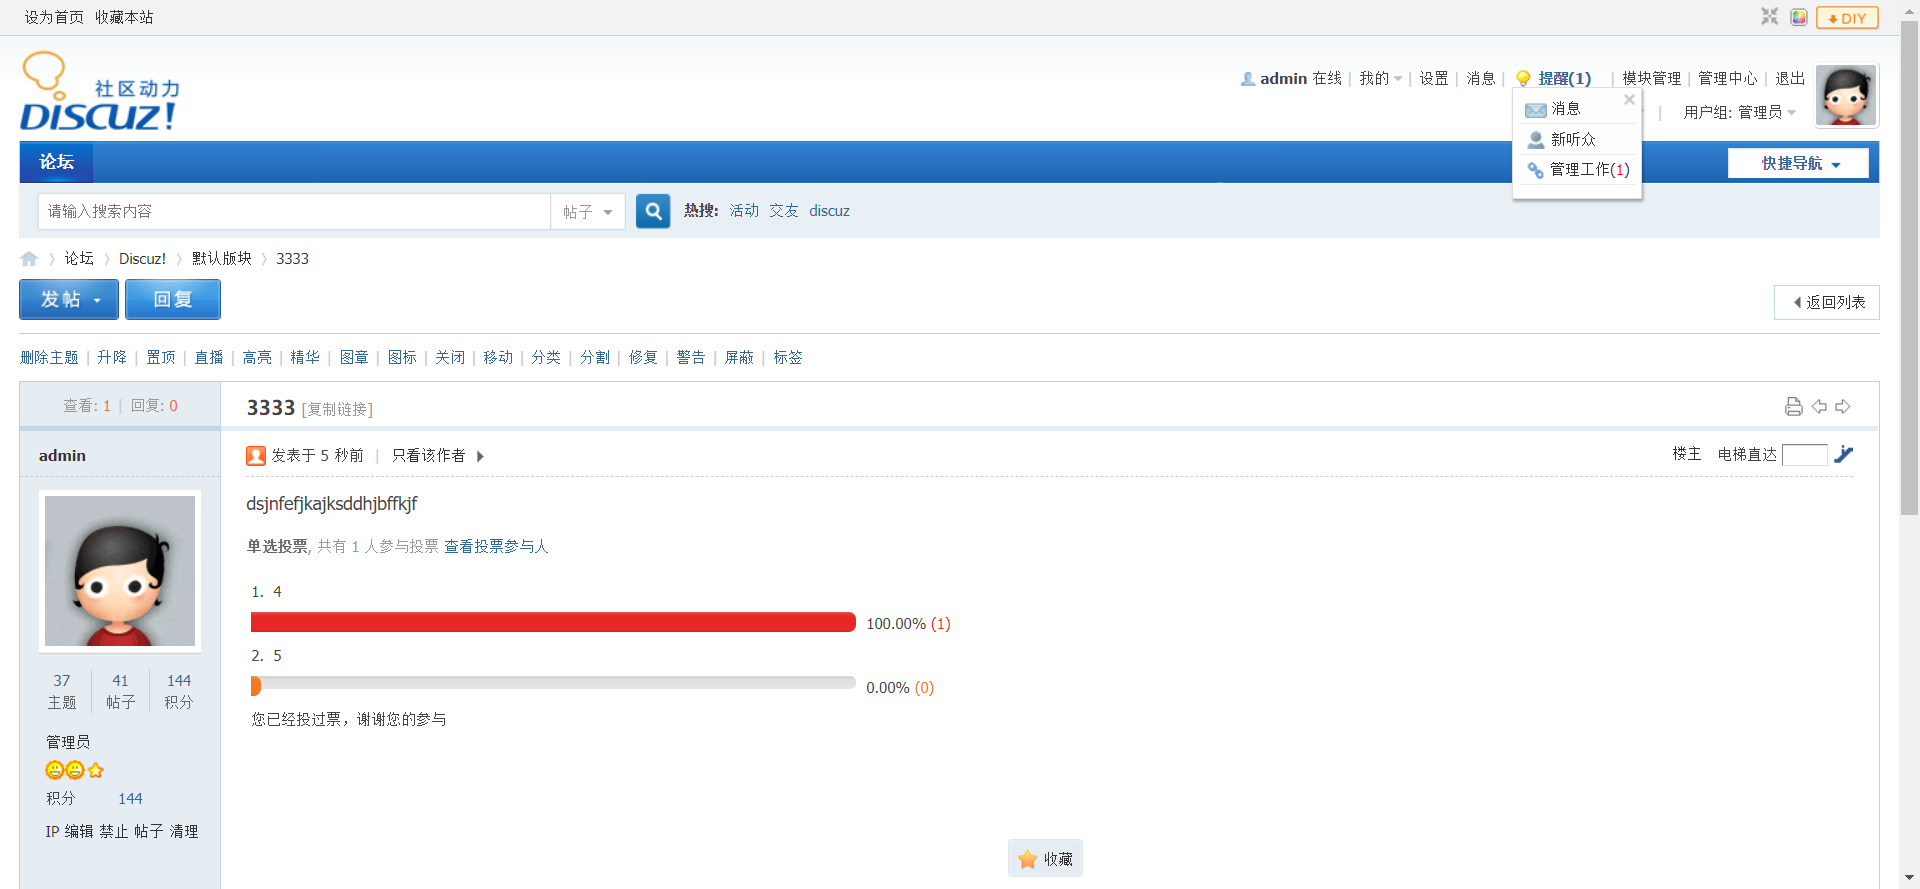 设为首页 收藏本站
DIY
社区动力
DISCUZ!
admin 在线 | 我的 | 设置 | 消息 | 提醒(1) | 模块管理 | 管理中心 | 退出
| 用户组: 管理员
消息
新听众
管理工作(1)
论坛
快捷导航
请输入搜索内容 帖子 热搜: 活动 交友 discuz
论坛 〉 Discuz! 〉 默认版块 〉 3333
发帖 回复
返回列表
删除主题 | 升降 | 置顶 | 直播 | 高亮 | 精华 | 图章 | 图标 | 关闭 | 移动 | 分类 | 分割 | 修复 | 警告 | 屏蔽 | 标签
查看: 1 | 回复: 0
3333 [复制链接]
admin
发表于 5 秒前 | 只看该作者
楼主 电梯直达
dsjnfefjkajksddhjbffkjf
单选投票, 共有 1 人参与投票 查看投票参与人
1. 4
100.00% (1)
2. 5
0.00% (0)
您已经投过票，谢谢您的参与
37 41 144
主题 帖子 积分
管理员
积分 144
IP 编辑 禁止 帖子 清理
收藏